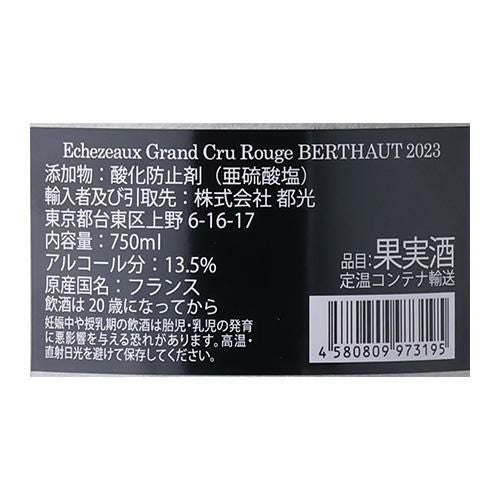 Echezeaux Grand Cru Rouge BERTHAUT 2023
添加物：酸化防止剤（亜硫酸塩）
輸入者及び引取先：株式会社 都光
東京都台東区上野 6-16-17
内容量：750ml
アルコール分：13.5%
原産国名：フランス
飲酒は 20 歳になってから
妊娠中や授乳期の飲酒は胎児・乳児の発育
に悪影響を与える恐れがあります。高温・
直射日光を避けて保存してください。
品目：果実酒
定温コンテナ輸送
4 580809 973195